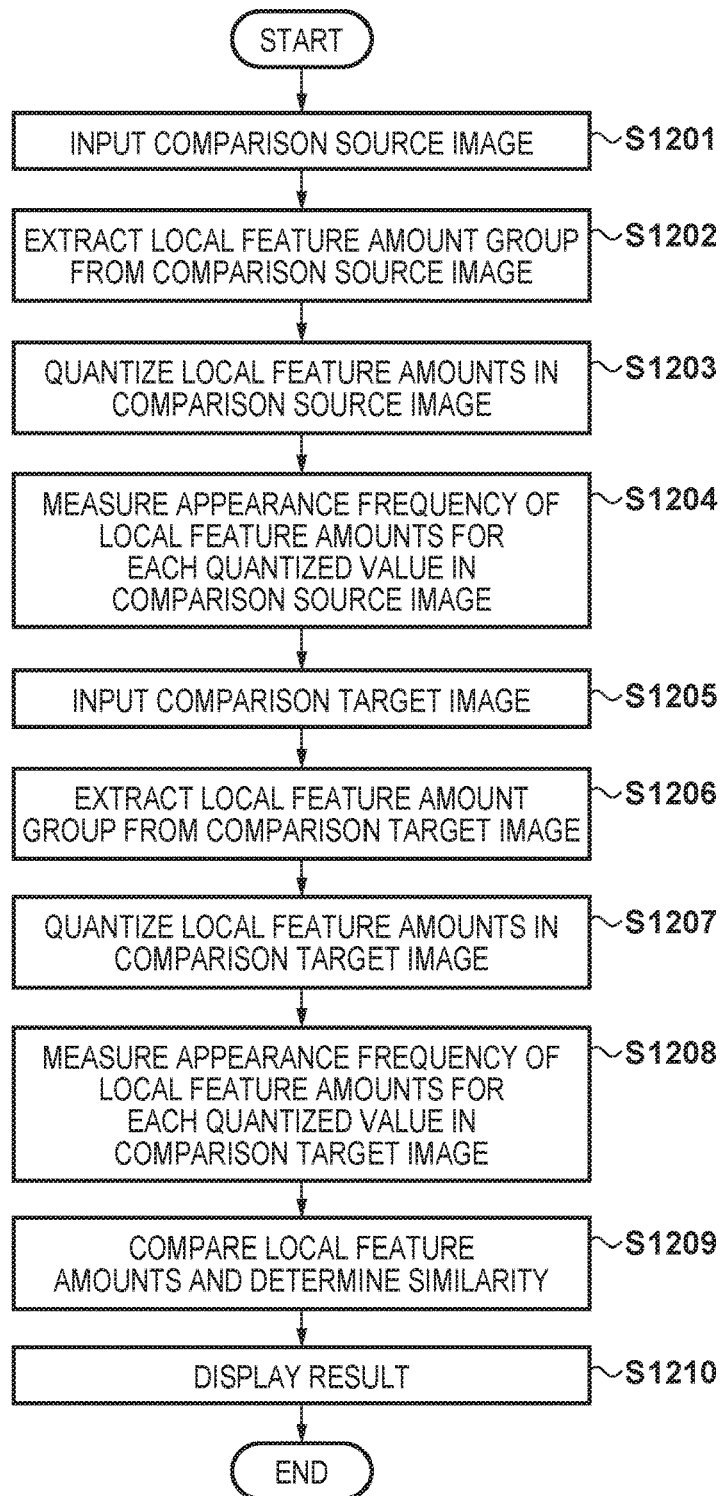 START
INPUT COMPARISON SOURCE IMAGE
S1201
EXTRACT LOCAL FEATURE AMOUNT GROUP
FROM COMPARISON SOURCE IMAGE
S1202
QUANTIZE LOCAL FEATURE AMOUNTS IN
COMPARISON SOURCE IMAGE
S1203
MEASURE APPEARANCE FREQUENCY OF
LOCAL FEATURE AMOUNTS FOR
EACH QUANTIZED VALUE IN
COMPARISON SOURCE IMAGE
S1204
INPUT COMPARISON TARGET IMAGE
S1205
EXTRACT LOCAL FEATURE AMOUNT
GROUP FROM COMPARISON TARGET IMAGE
S1206
QUANTIZE LOCAL FEATURE AMOUNTS IN
COMPARISON TARGET IMAGE
S1207
MEASURE APPEARANCE FREQUENCY OF
LOCAL FEATURE AMOUNTS FOR
EACH QUANTIZED VALUE IN
COMPARISON TARGET IMAGE
S1208
COMPARE LOCAL FEATURE
AMOUNTS AND DETERMINE SIMILARITY
S1209
DISPLAY RESULT
S1210
END